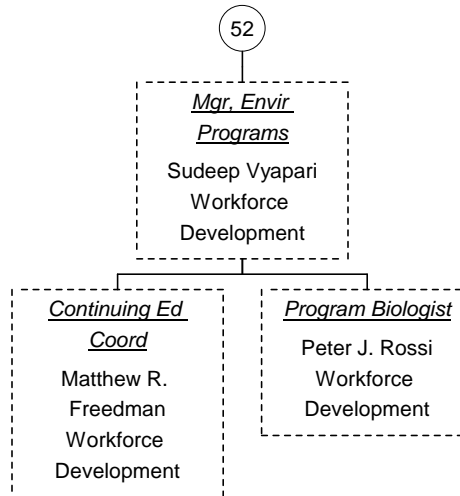 52
Mgr, Envir
Programs
Sudeep Vyapari
Workforce
Development
Continuing Ed
Coord
Matthew R.
Freedman
Workforce
Development
Program Biologist
Peter J. Rossi
Workforce
Development